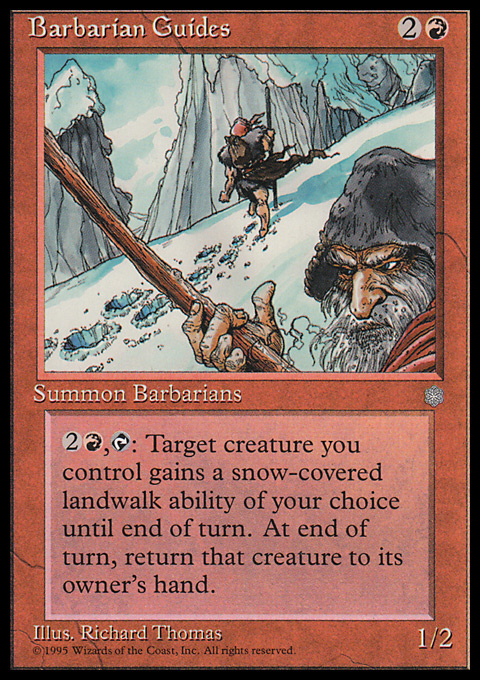 Barbarian Guides 2
Summon Barbarians
2 , : Target creature you
control gains a snow-covered
landwalk ability of your choice
until end of turn. At end of
turn, return that creature to its
owner's hand.
Illus. Richard Thomas
1/2
©1995 Wizards of the Coast, Inc. All rights reserved.